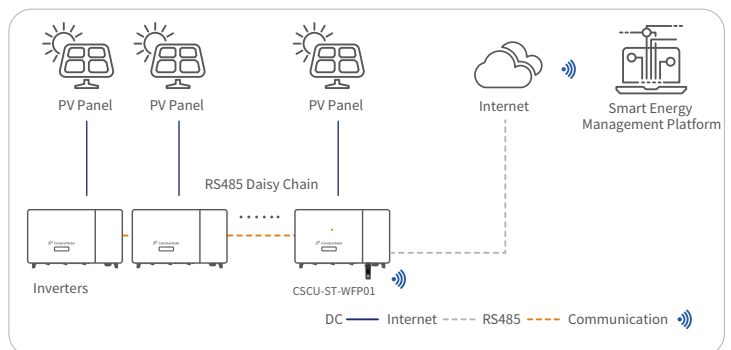 PV Panel
PV Panel
PV Panel
Internet
Smart Energy
Management Platform
RS485 Daisy Chain
Inverters
CSCU-ST-WFP01
DC
Internet
RS485
Communication